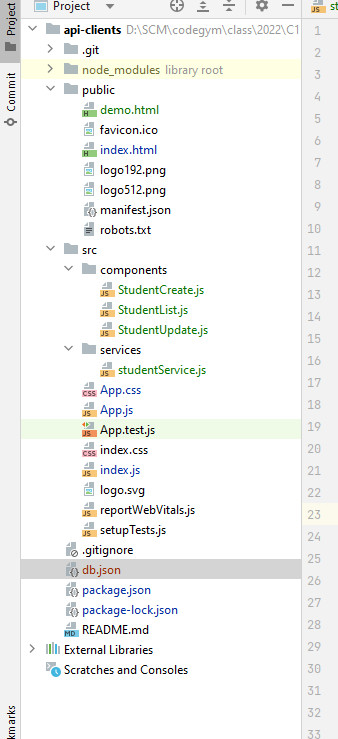 Project
st
Project
Commit
api-clients D:\SCM\codegym\class\2022\C1
.git
node_modules library root
public
demo.html
favicon.ico
index.html
logo192.png
logo512.png
manifest.json
robots.txt
src
components
StudentCreate.js
StudentList.js
StudentUpdate.js
services
studentService.js
App.css
App.js
App.test.js
index.css
index.js
logo.svg
reportWebVitals.js
setupTests.js
.gitignore
db.json
package.json
package-lock.json
README.md
External Libraries
Scratches and Consoles
kmarks
1
2
3
4
5
6
7
8
9
10
11
12
13
14
15
16
17
18
19
20
21
22
23
24
25
26
27
28
29
30
31
32
33